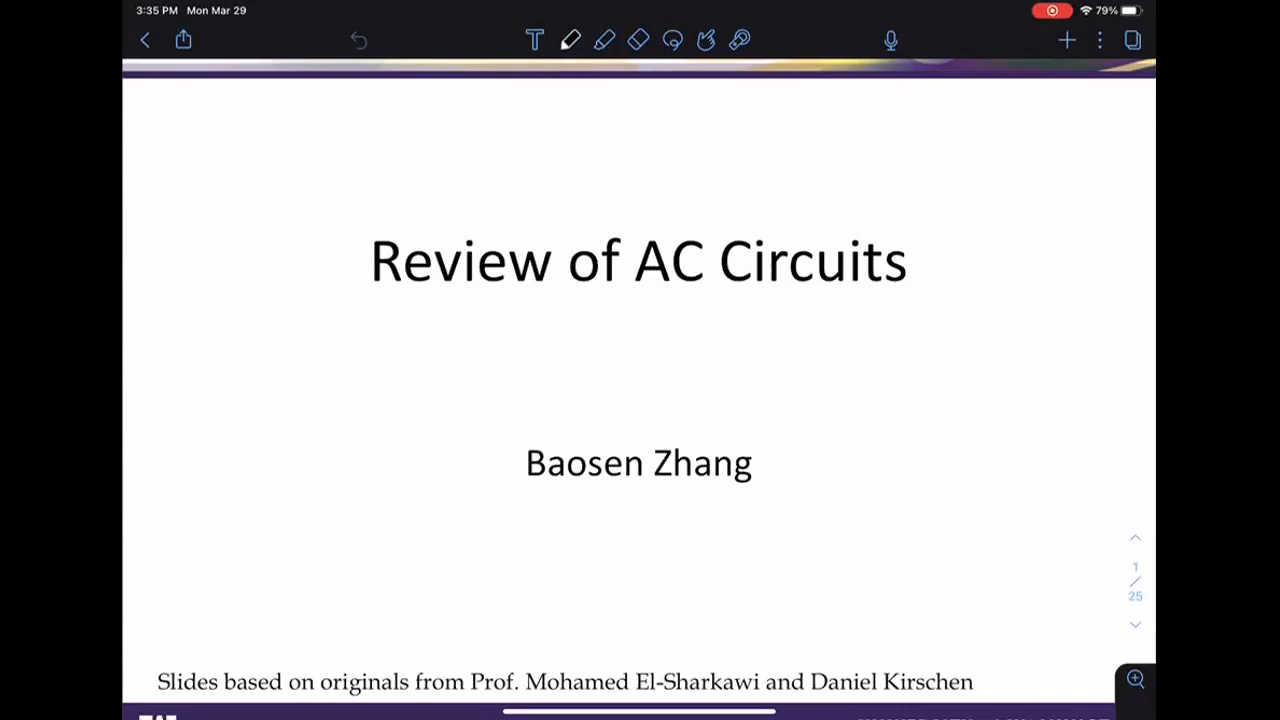 3:35 PM Mon Mar 29
79%
Review of AC Circuits
Baosen Zhang
1
/
25
Slides based on originals from Prof. Mohamed El-Sharkawi and Daniel Kirschen